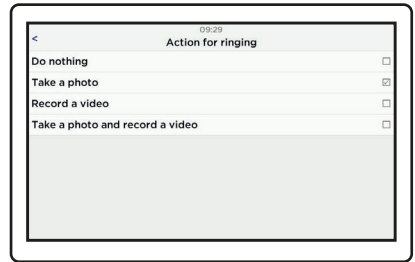 09:29
<
Action for ringing
Do nothing
Take a photo
Record a video
Take a photo and record a video